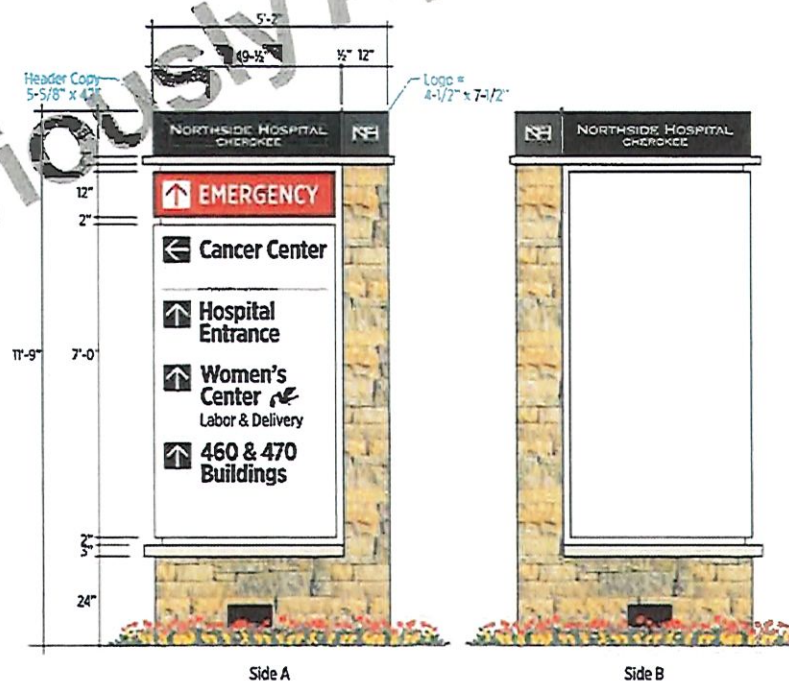 5'-2"
49-½" ½" 12"
Header Copy
5-5/8" x 47"
Logo =
4-1/2" x 7-1/2"
NORTHSIDE HOSPITAL
CHEROKEE
NH
NH
NORTHSIDE HOSPITAL
CHEROKEE
12"
EMERGENCY
2"
Cancer Center
Hospital
Entrance
11'-9"
7'-0"
Women's
Center
Labor & Delivery
460 & 470
Buildings
2"
5"
24"
Side A
Side B